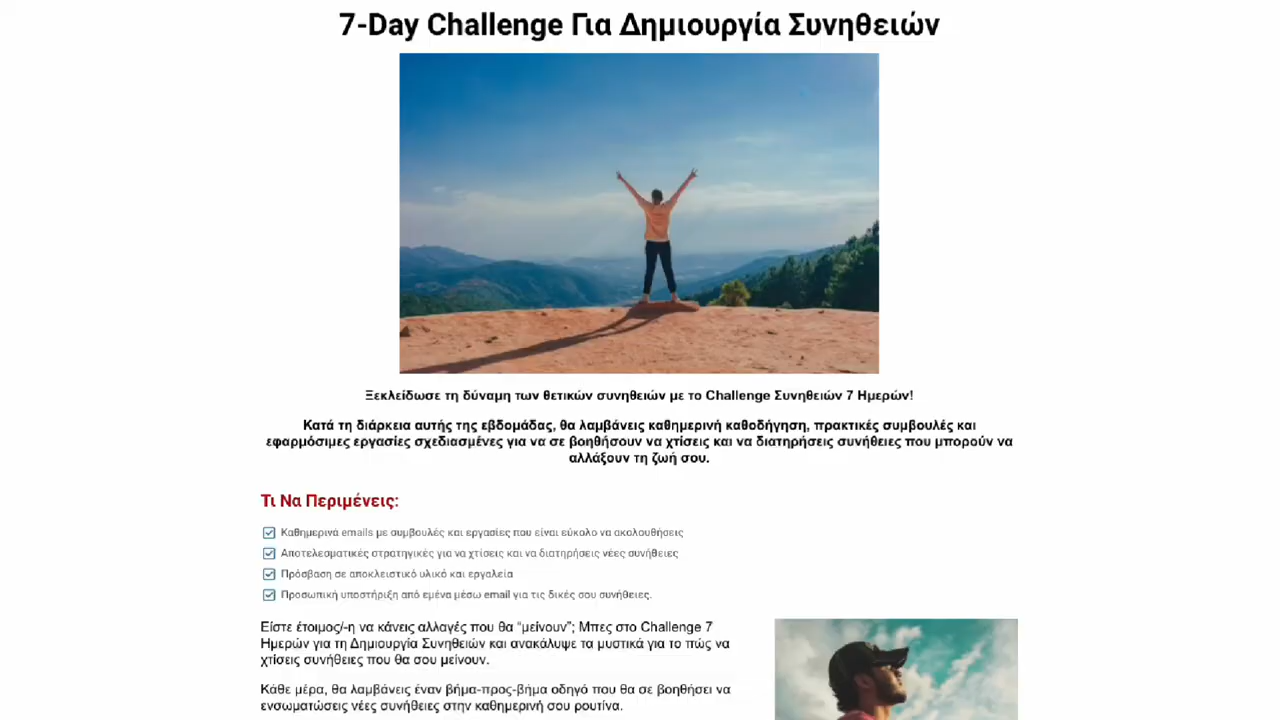 7-Day Challenge Για Δημιουργία Συνηθειών
Ξεκλείδωσε τη δύναμη των θετικών συνηθειών με το Challenge Συνηθειών 7 Ημερών!
Κατά τη διάρκεια αυτής της εβδομάδας, θα λαμβάνεις καθημερινή καθοδήγηση, πρακτικές συμβουλές και
εφαρμόσιμες εργασίες σχεδιασμένες για να σε βοηθήσουν να χτίσεις και να διατηρήσεις συνήθειες που μπορούν να
αλλάξουν τη ζωή σου.
Τι Να Περιμένεις:
Καθημερινά emails με συμβουλές και εργασίες που είναι εύκολο να ακολουθήσεις
Αποτελεσματικές στρατηγικές για να χτίσεις και να διατηρήσεις νέες συνήθειες
Πρόσβαση σε αποκλειστικό υλικό και εργαλεία
Προσωπική υποστήριξη από εμένα μέσω email για τις δικές σου συνήθειες.
Είστε έτοιμος/-η να κάνεις αλλαγές που θα “μείνουν”; Μπες στο Challenge 7
Ημερών για τη Δημιουργία Συνηθειών και ανακάλυψε τα μυστικά για το πώς να
χτίσεις συνήθειες που θα σου μείνουν.
Κάθε μέρα, θα λαμβάνεις έναν βήμα-προς-βήμα οδηγό που θα σε βοηθήσει να
ενσωματώσεις νέες συνήθειες στην καθημερινή σου ρουτίνα.